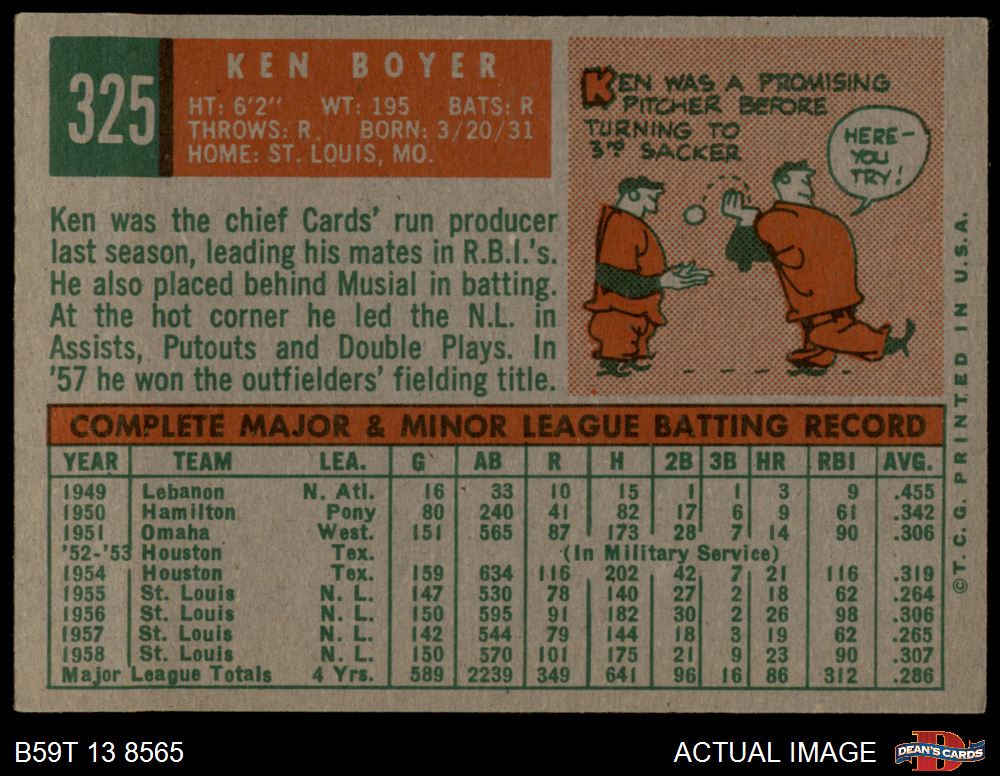 325
KEN BOYER
HT: 6'2" WT: 195 BATS: R
THROWS: R. BORN: 3/20/31
HOME: ST. LOUIS, MO.
KEN WAS A PROMISING
PITCHER BEFORE
TURNING TO
3RD SACKER
HERE-
YOU
TRY!
Ken was the chief Cards' run producer
last season, leading his mates in R.B.I.'s.
He also placed behind Musial in batting.
At the hot corner he led the N.L. in
Assists, Putouts and Double Plays. In
'57 he won the outfielders' fielding title.
COMPLETE MAJOR & MINOR LEAGUE BATTING RECORD
YEAR TEAM LEA. G AB R H 2B 3B HR RBI AVG.
1949 Lebanon N. Atl. 16 33 10 15 1 1 3 9 .455
1950 Hamilton Pony 80 240 41 82 17 6 9 61 .342
1951 Omaha West. 151 565 87 173 28 7 14 90 .306
'52-'53 Houston Tex. (In Military Service)
1954 Houston Tex. 159 634 116 202 42 7 21 116 .319
1955 St. Louis N. L. 147 530 78 140 27 2 18 62 .264
1956 St. Louis N. L. 150 595 91 182 30 2 26 98 .306
1957 St. Louis N. L. 142 544 79 144 18 3 19 62 .265
1958 St. Louis N. L. 150 570 101 175 21 9 23 90 .307
Major League Totals 4 Yrs. 589 2239 349 641 96 16 86 312 .286
©T. C. G. PRINTED IN U.S.A.
B59T 13 8565
ACTUAL IMAGE
DEAN'S CARDS